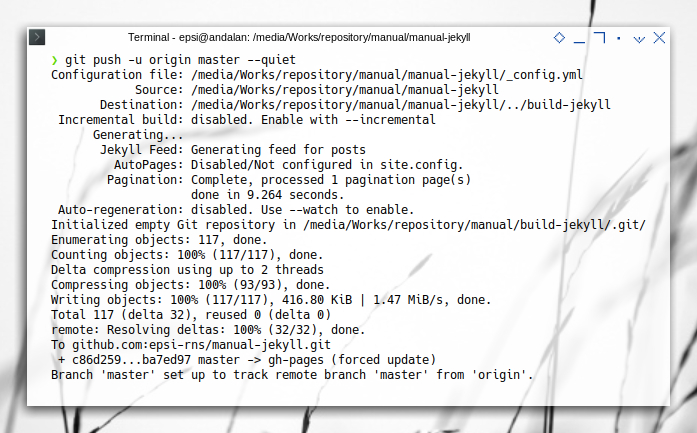 Terminal - epsi@andalan: /media/Works/repository/manual/manual-jekyll
❯ git push -u origin master --quiet
Configuration file: /media/Works/repository/manual/manual-jekyll/_config.yml
Source: /media/Works/repository/manual/manual-jekyll
Destination: /media/Works/repository/manual/manual-jekyll/../build-jekyll
Incremental build: disabled. Enable with --incremental
Generating...
Jekyll Feed: Generating feed for posts
AutoPages: Disabled/Not configured in site.config.
Pagination: Complete, processed 1 pagination page(s)
done in 9.264 seconds.
Auto-regeneration: disabled. Use --watch to enable.
Initialized empty Git repository in /media/Works/repository/manual/build-jekyll/.git/
Enumerating objects: 117, done.
Counting objects: 100% (117/117), done.
Delta compression using up to 2 threads
Compressing objects: 100% (93/93), done.
Writing objects: 100% (117/117), 416.80 KiB | 1.47 MiB/s, done.
Total 117 (delta 32), reused 0 (delta 0)
remote: Resolving deltas: 100% (32/32), done.
To github.com:epsi-rns/manual-jekyll.git
+ c86d259...ba7ed97 master -> gh-pages (forced update)
Branch 'master' set up to track remote branch 'master' from 'origin'.